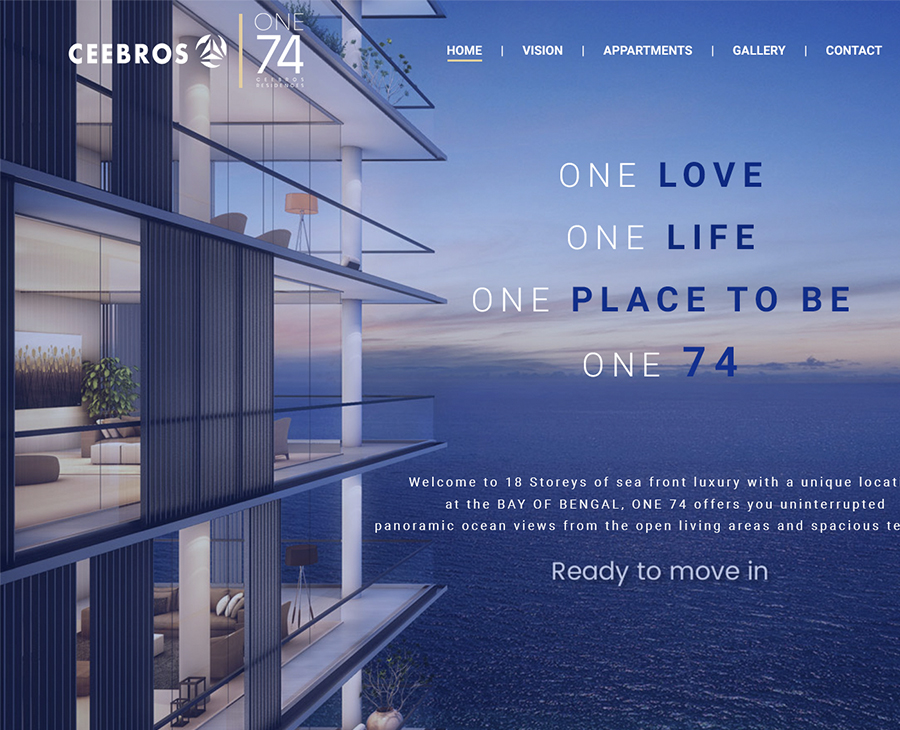 CEEBROS
ONE
74
CEEBROS
RESIDENCES
HOME | VISION | APPARTMENTS | GALLERY | CONTACT
ONE LOVE
ONE LIFE
ONE PLACE TO BE
ONE 74
Welcome to 18 Storeys of sea front luxury with a unique locat
at the BAY OF BENGAL, ONE 74 offers you uninterrupted
panoramic ocean views from the open living areas and spacious te
Ready to move in